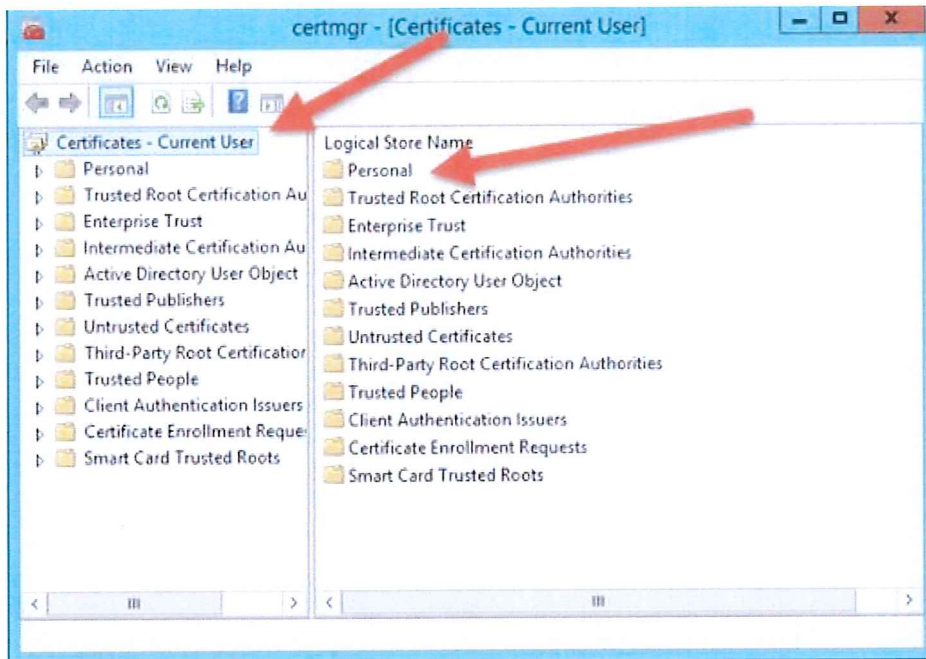 certmgr - [Certificates - Current User]
File Action View Help
Certificates - Current User
Personal
Trusted Root Certification Au
Enterprise Trust
Intermediate Certification Au
Active Directory User Object
Trusted Publishers
Untrusted Certificates
Third-Party Root Certification
Trusted People
Client Authentication Issuers
Certificate Enrollment Reque
Smart Card Trusted Roots
Logical Store Name
Personal
Trusted Root Certification Authorities
Enterprise Trust
Intermediate Certification Authorities
Active Directory User Object
Trusted Publishers
Untrusted Certificates
Third-Party Root Certification Authorities
Trusted People
Client Authentication Issuers
Certificate Enrollment Requests
Smart Card Trusted Roots